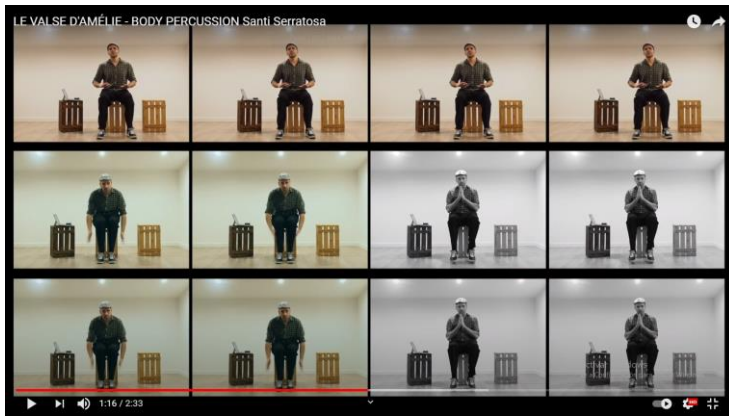 LE VALSE D'AMÉLIE - BODY PERCUSSION Santi Serratosa
1:16 / 2:33